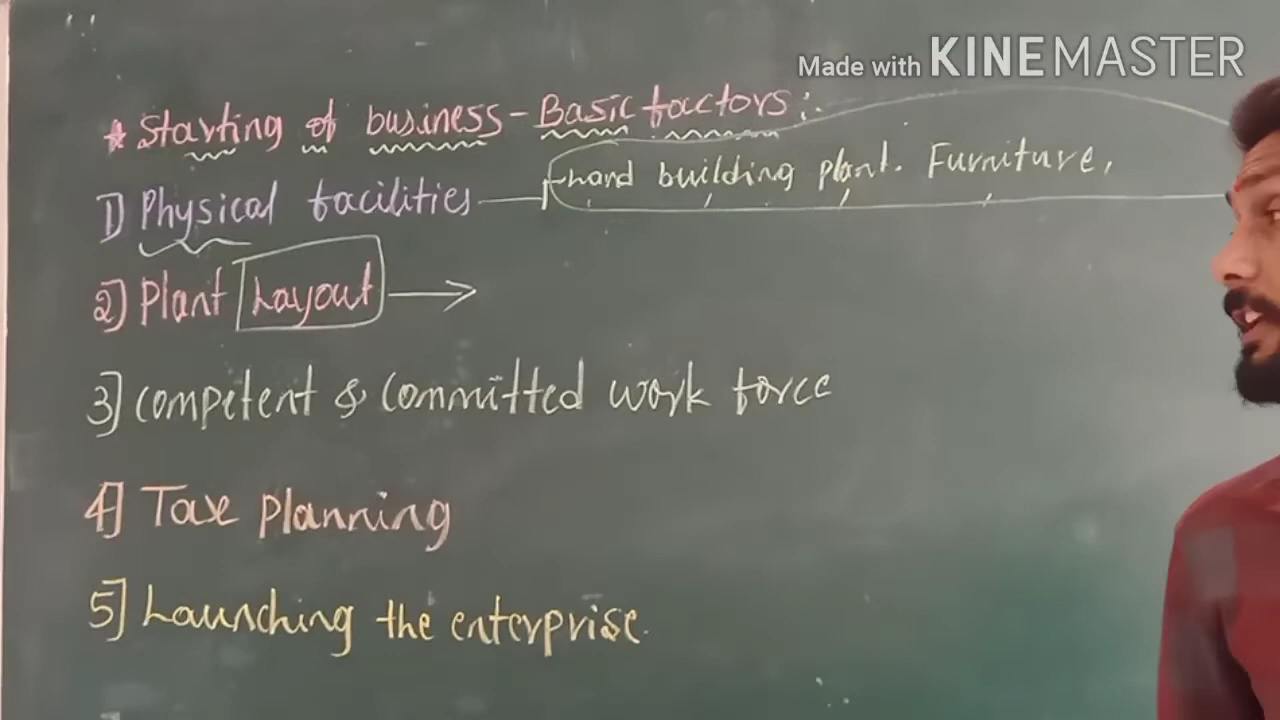 Made with KINEMASTER
* Starting of business - Basic factors :-
1) Physical facilities — Land building plant. Furniture,
2) Plant Layout →
3) Competent & Committed work force
4) Tax planning
5) Launching the enterprise.